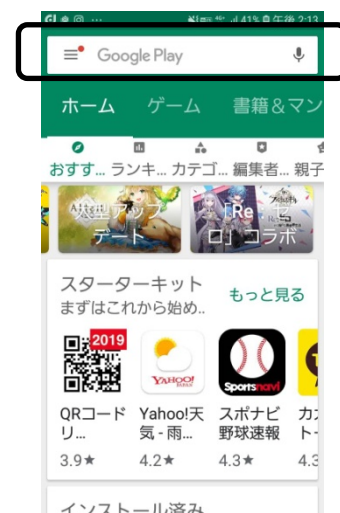 41% 午後 2:13
Google Play
ホーム ゲーム 書籍&マン
おすす... ランキ... カテゴ... 編集者... 親子
大型アップ
デート
「Re:ゼ
ロ」コラボ
スターターキット
まずはこれから始め..
もっと見る
2019
YAHOO!
JAPAN
Sportsnavi
QRコード
リ...
3.9★
Yahoo!天
気 - 雨...
4.2★
スポナビ
野球速報
4.3★
カ
トー
4.3
インストール済み